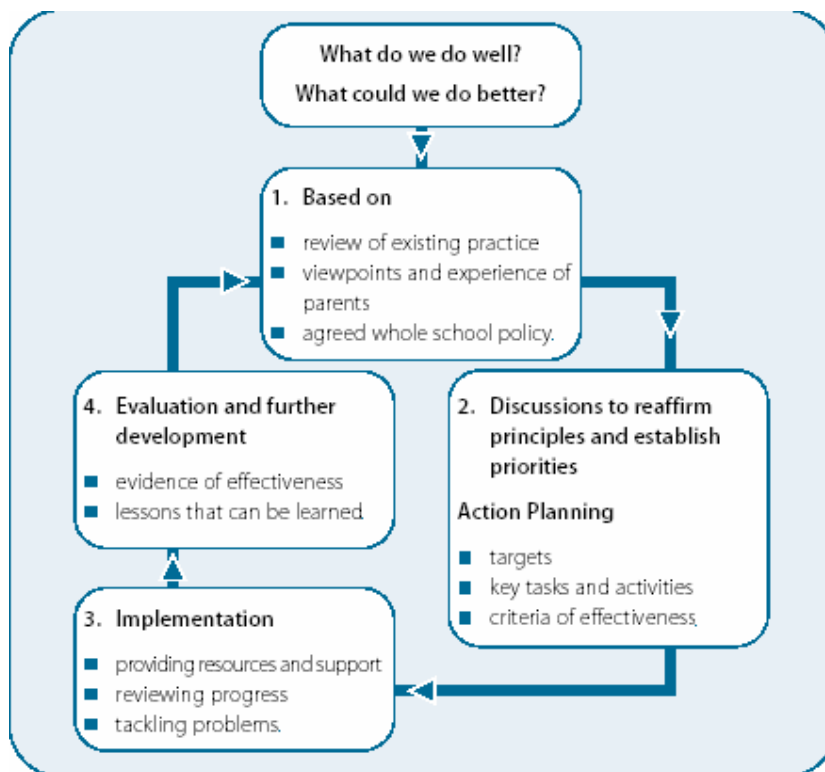 What do we do well?
What could we do better?
1. Based on
review of existing practice
viewpoints and experience of
parents
agreed whole school policy.
2. Discussions to reaffirm
principles and establish
priorities
Action Planning
targets
key tasks and activities
criteria of effectiveness.
3. Implementation
providing resources and support
reviewing progress
tackling problems.
4. Evaluation and further
development
evidence of effectiveness
lessons that can be learned.